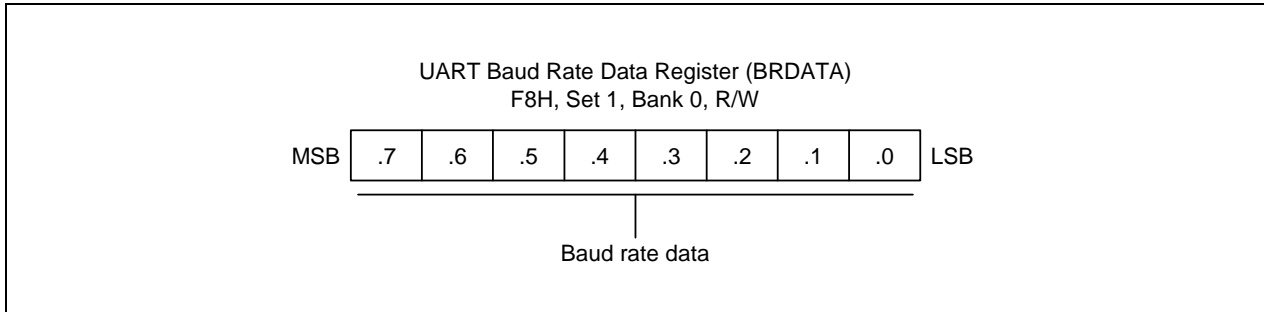 UART Baud Rate Data Register (BRDATA)
F8H, Set 1, Bank 0, R/W
MSB .7 .6 .5 .4 .3 .2 .1 .0 LSB
Baud rate data